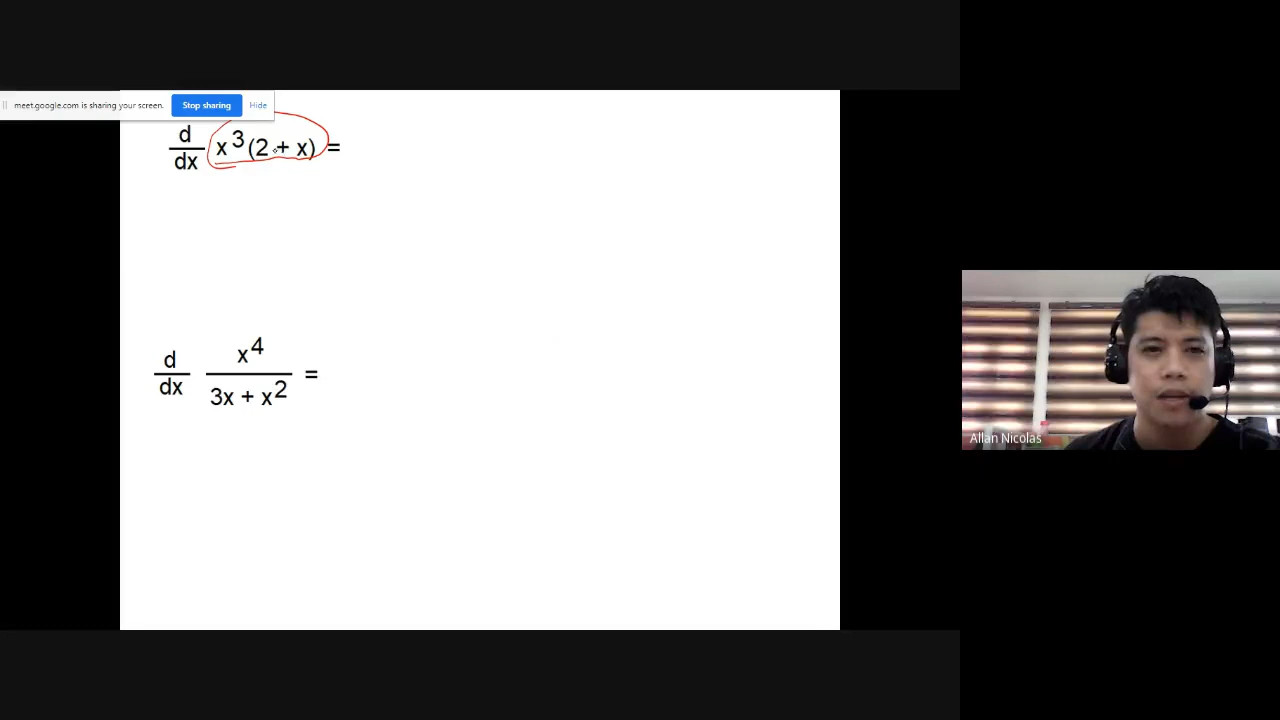 meet.google.com is sharing your screen. Stop sharing Hide
d/dx x³(2 + x) =
d/dx x⁴/(3x + x²) =
Allan Nicolas